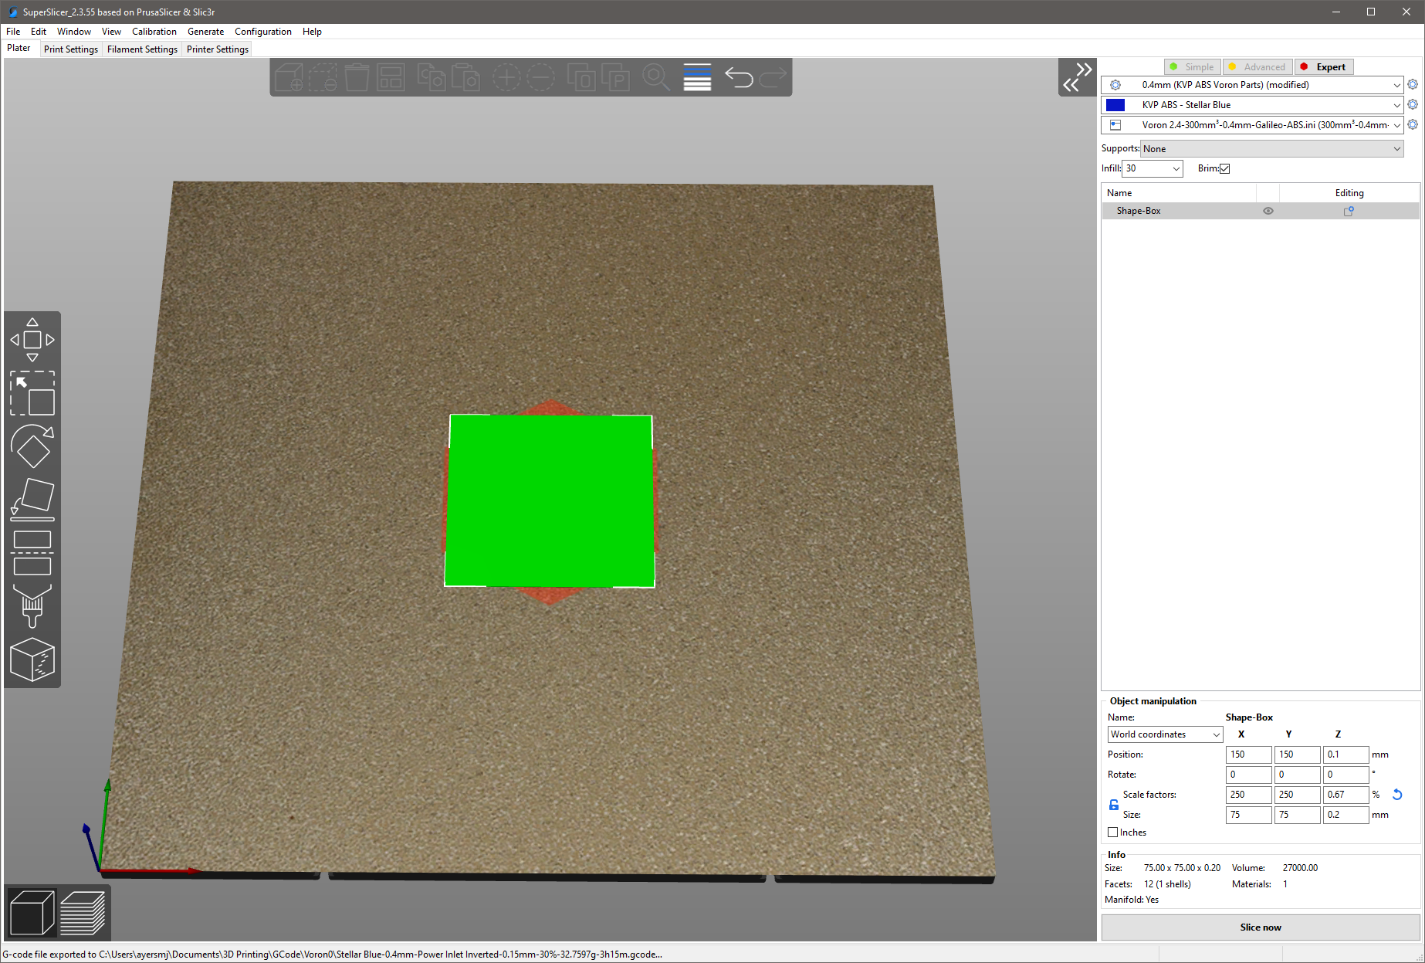 SuperSlicer_2.3.55 based on PrusaSlicer & Slic3r
File Edit Window View Calibration Generate Configuration Help
Plater Print Settings Filament Settings Printer Settings
Simple Advanced Expert
0.4mm (KVP ABS Voron Parts) (modified)
KVP ABS - Stellar Blue
Voron 2.4-300mm³-0.4mm-Galileo-ABS.ini (300mm³-0.4mm-
Supports: None
Infill: 30 Brim:
Name Editing
Shape-Box
Object manipulation
Name: Shape-Box
World coordinates X Y Z
Position: 150 150 0.1 mm
Rotate: 0 0 0 °
Scale factors: 250 250 0.67 %
Size: 75 75 0.2 mm
Inches
Info
Size: 75.00 x 75.00 x 0.20 Volume: 27000.00
Facets: 12 (1 shells) Materials: 1
Manifold: Yes
Slice now
G-code file exported to C:\Users\ayersmj\Documents\3D Printing\GCode\Voron0\Stellar Blue-0.4mm-Power Inlet Inverted-0.15mm-30%-32.7597g-3h15m.gcode...